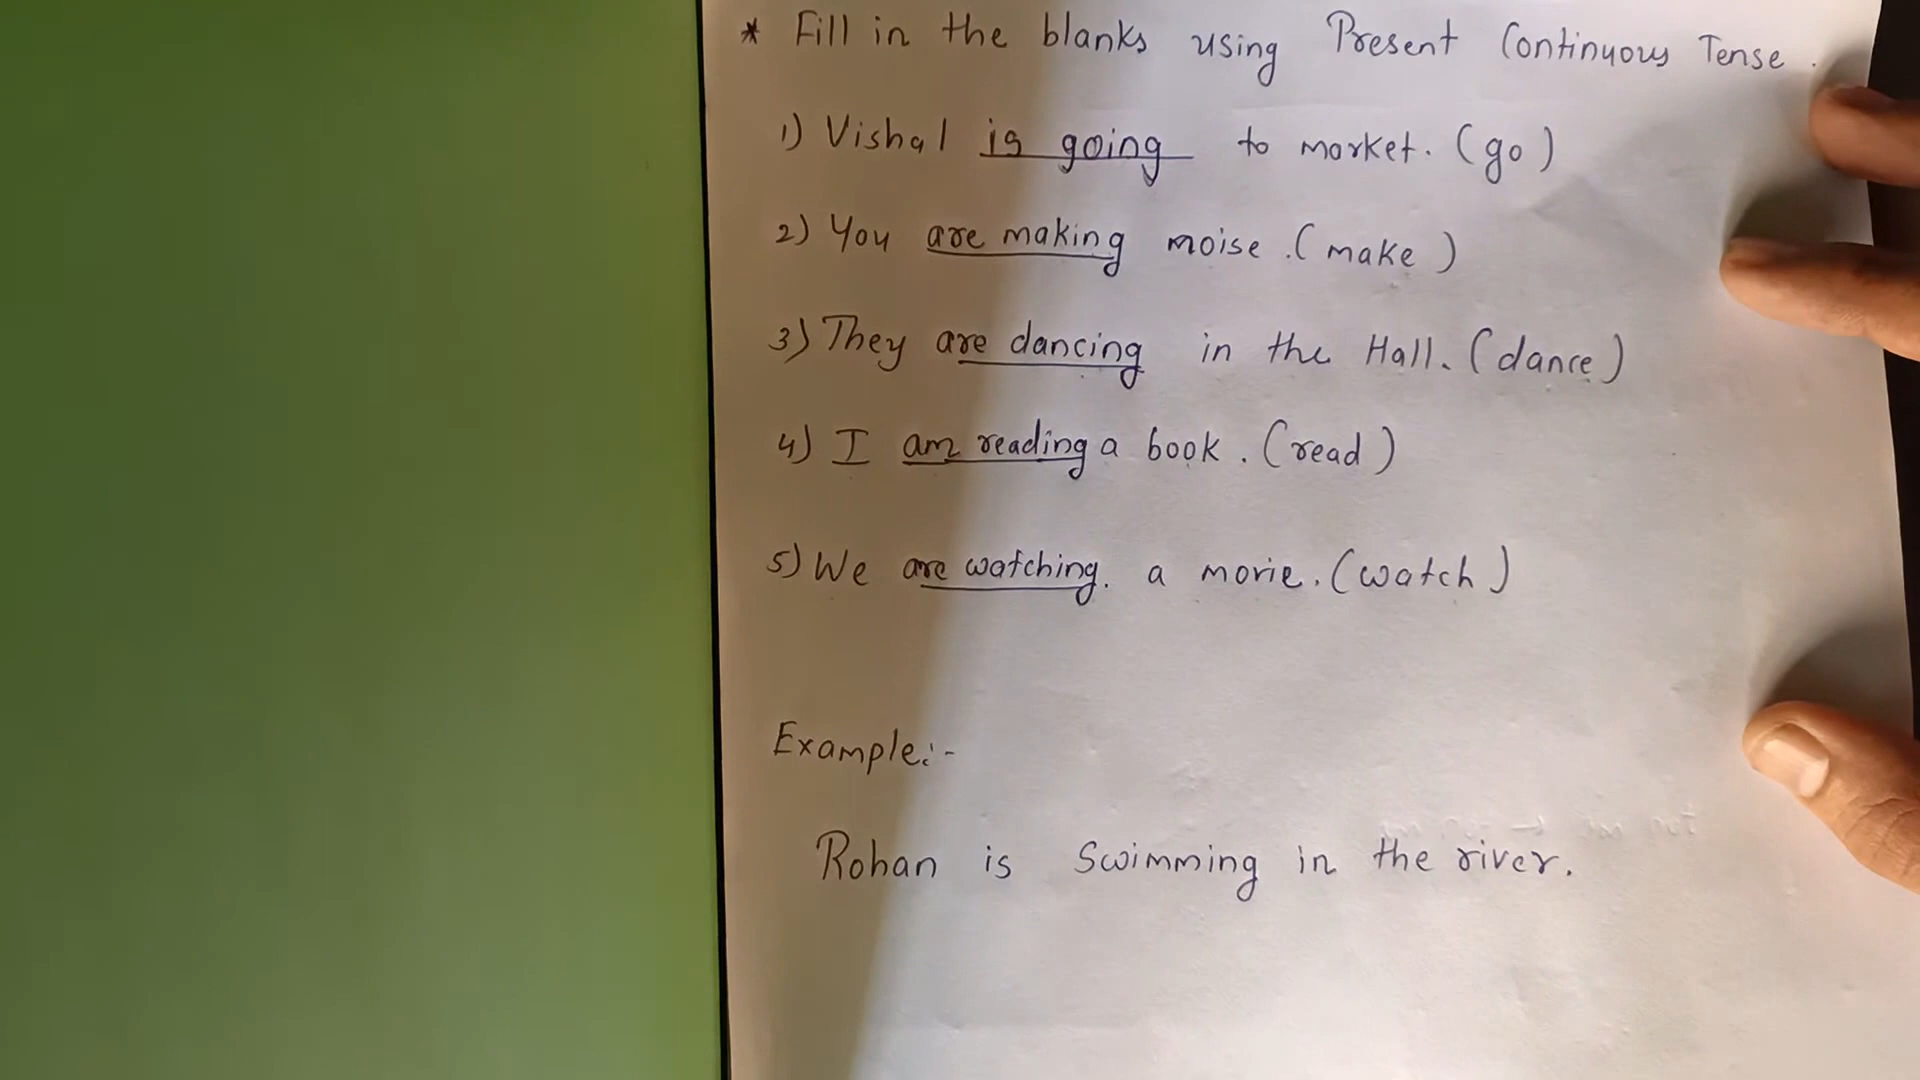 * Fill in the blanks using Present Continuous Tense.
1) Vishal is going to market. (go)
2) You are making noise. (make)
3) They are dancing in the Hall. (dance)
4) I am reading a book. (read)
5) We are watching. a movie. (watch)
Example:-
Rohan is Swimming in the river.